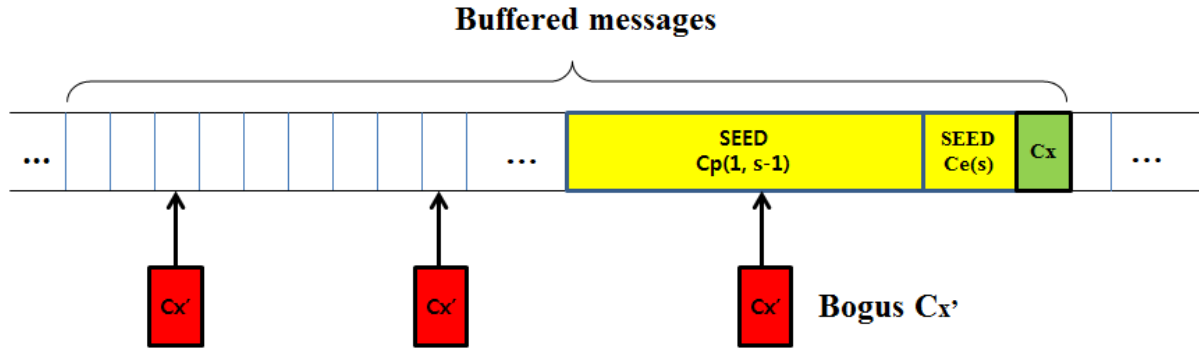 Buffered messages
...
...
SEED
Cp(1, s-1)
SEED
Ce(s)
Cx
...
Cx′
Cx′
Cx′
Bogus Cx’